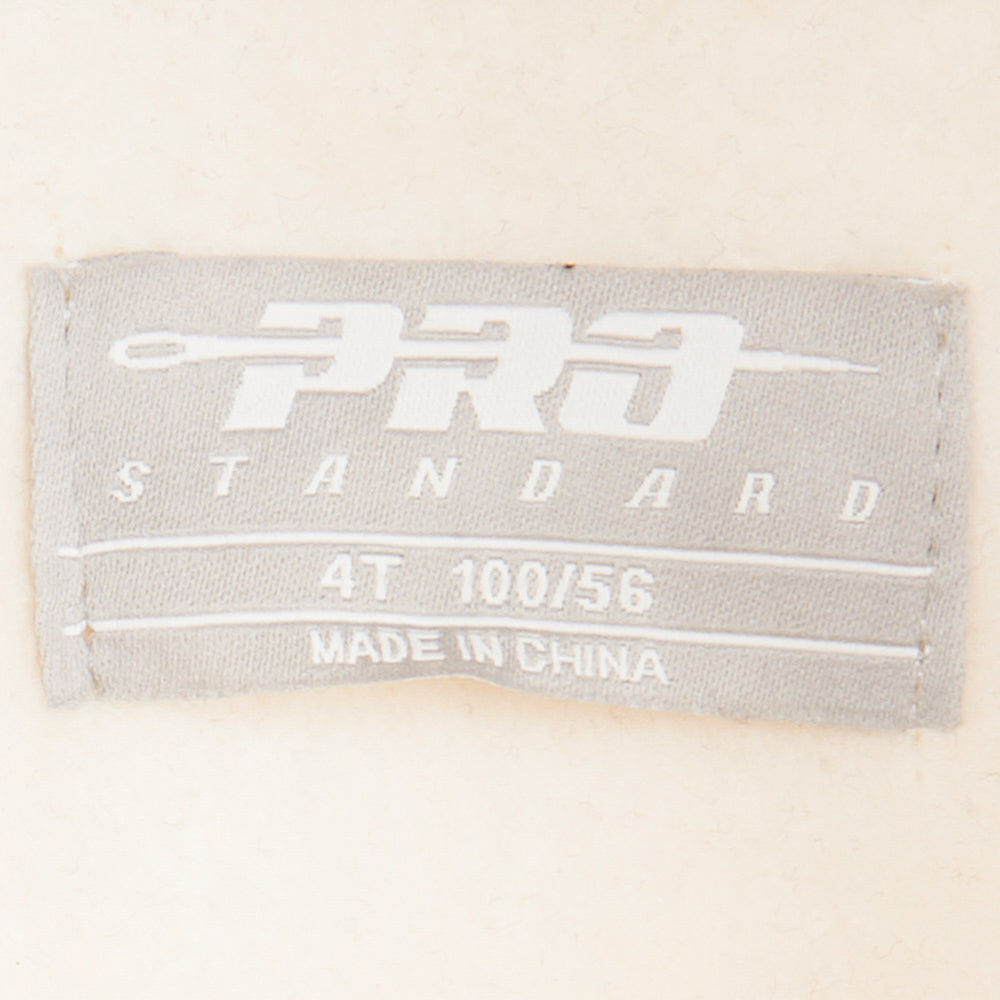 PRO
STANDARD
4T 100/56
MADE IN CHINA